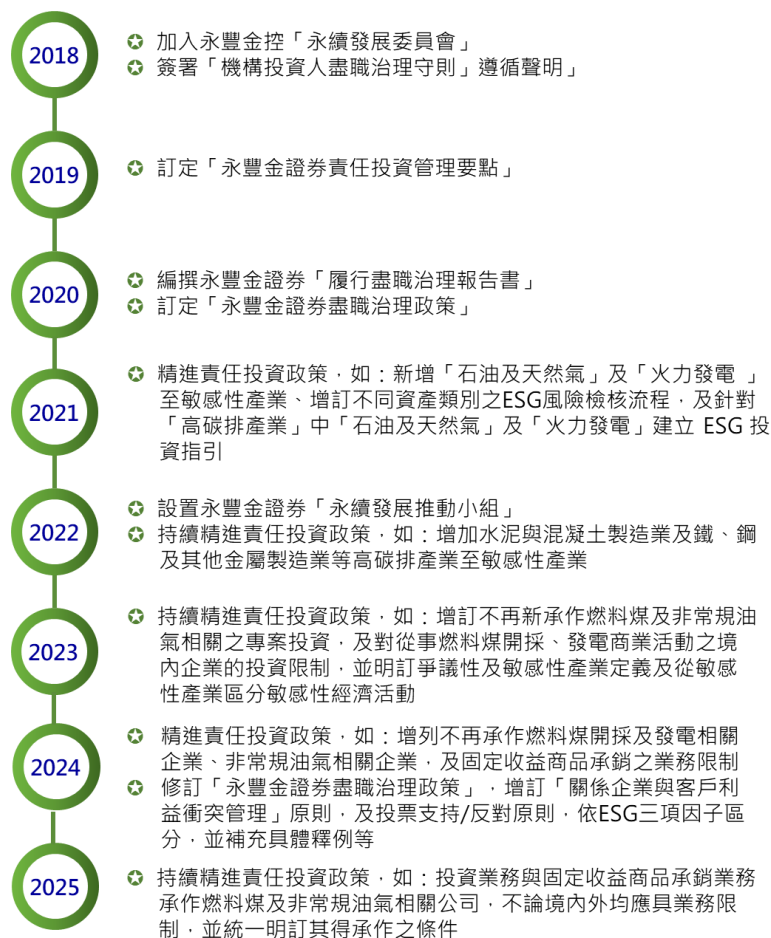 2018
✪ 加入永豐金控「永續發展委員會」
✪ 簽署「機構投資人盡職治理守則」遵循聲明」
2019
✪ 訂定「永豐金證券責任投資管理要點」
2020
✪ 編撰永豐金證券「履行盡職治理報告書」
✪ 訂定「永豐金證券盡職治理政策」
2021
✪ 精進責任投資政策，如：新增「石油及天然氣」及「火力發電 」
至敏感性產業、增訂不同資產類別之ESG風險檢核流程，及針對
「高碳排產業」中「石油及天然氣」及「火力發電」建立 ESG 投
資指引
2022
✪ 設置永豐金證券「永續發展推動小組」
✪ 持續精進責任投資政策，如：增加水泥與混凝土製造業及鐵、鋼
及其他金屬製造業等高碳排產業至敏感性產業
2023
✪ 持續精進責任投資政策，如：增訂不再新承作燃料煤及非常規油
氣相關之專案投資，及對從事燃料煤開採、發電商業活動之境
內企業的投資限制，並明訂爭議性及敏感性產業定義及從敏感
性產業區分敏感性經濟活動
2024
✪ 精進責任投資政策，如：增列不再承作燃料煤開採及發電相關
企業、非常規油氣相關企業，及固定收益商品承銷之業務限制
✪ 修訂「永豐金證券盡職治理政策」，增訂「關係企業與客戶利
益衝突管理」原則，及投票支持/反對原則，依ESG三項因子區
分，並補充具體釋例等
2025
✪ 持續精進責任投資政策，如：投資業務與固定收益商品承銷業務
承作燃料煤及非常規油氣相關公司，不論境內外均應具業務限
制，並統一明訂其得承作之條件